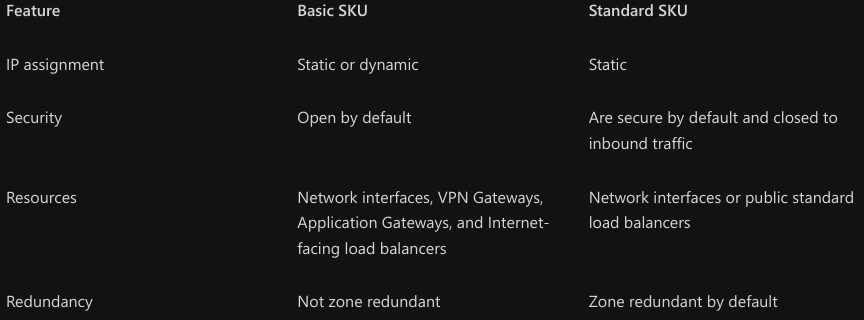 Feature Basic SKU Standard SKU
IP assignment Static or dynamic Static
Security Open by default Are secure by default and closed to
inbound traffic
Resources Network interfaces, VPN Gateways, Network interfaces or public standard
Application Gateways, and Internet- load balancers
facing load balancers
Redundancy Not zone redundant Zone redundant by default